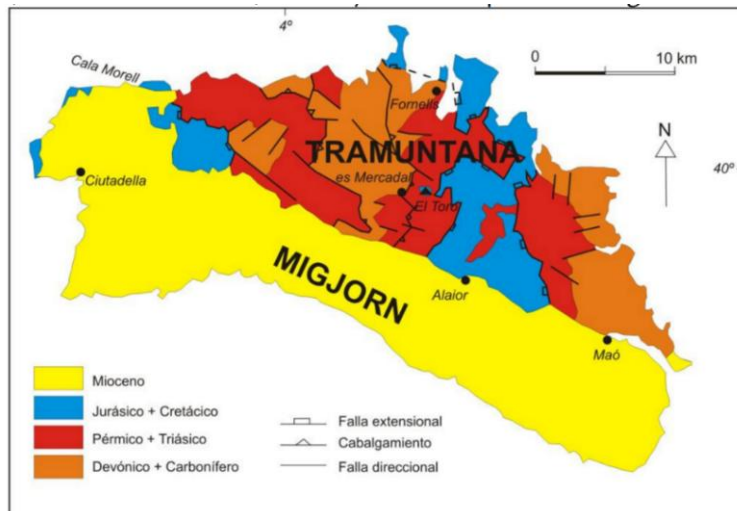 4º
0
10 km
Cala Morell
Fornells
N
TRAMUNTANA
40º
es Mercadal
Ciutadella
El Toro
MIGJORN
Alaior
Maó
Mioceno
Jurásico + Cretácico
Pérmico + Triásico
Devónico + Carbonífero
Falla extensional
Cabalgamiento
Falla direccional